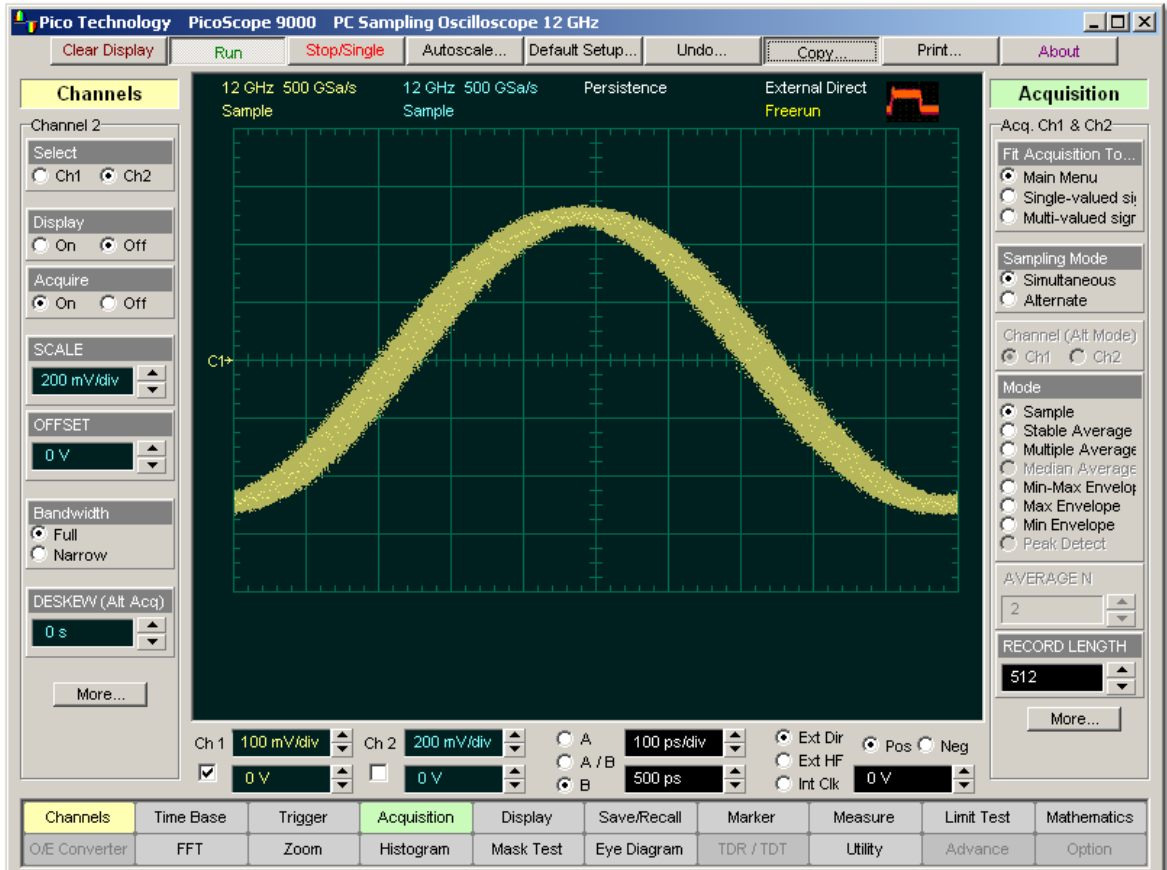 Pico Technology PicoScope 9000 PC Sampling Oscilloscope 12 GHz
Clear Display Run Stop/Single Autoscale... Default Setup... Undo... Copy... Print... About
Channels
Channel 2
Select
Ch1 Ch2
Display
On Off
Acquire
On Off
SCALE
200 mV/div
OFFSET
0 V
Bandwidth
Full
Narrow
DESKEW (Alt Acq)
0 s
More...
12 GHz 500 GSa/s 12 GHz 500 GSa/s Persistence External Direct
Sample Sample Freerun
C1
Acquisition
Acq. Ch1 & Ch2
Fit Acquisition To...
Main Menu
Single-valued si
Multi-valued sigr
Sampling Mode
Simultaneous
Alternate
Channel (Alt Mode)
Ch1 Ch2
Mode
Sample
Stable Average
Multiple Average
Median Average
Min-Max Envelop
Max Envelope
Min Envelope
Peak Detect
AVERAGE N
2
RECORD LENGTH
512
More...
Ch 1 100 mV/div Ch 2 200 mV/div A 100 ps/div Ext Dir Pos Neg
A / B Ext HF
0 V 0 V B 500 ps Int Clk 0 V
Channels Time Base Trigger Acquisition Display Save/Recall Marker Measure Limit Test Mathematics
O/E Converter FFT Zoom Histogram Mask Test Eye Diagram TDR / TDT Utility Advance Option